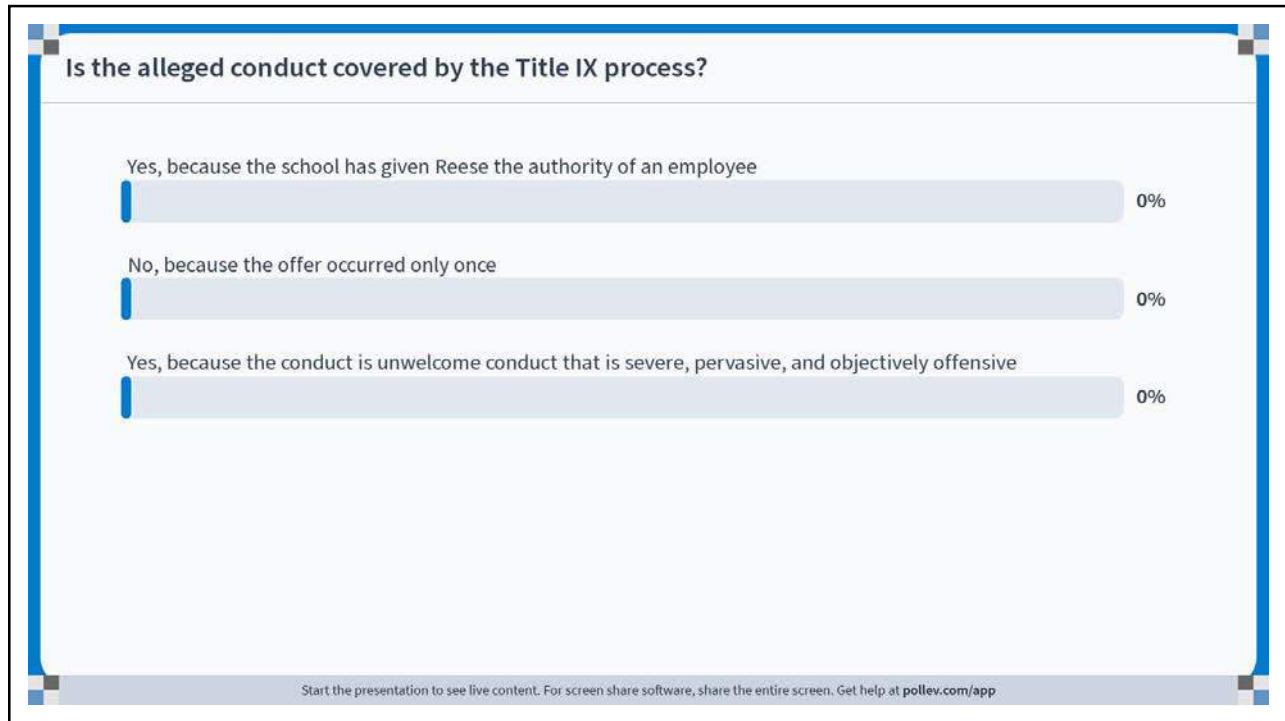 Is the alleged conduct covered by the Title IX process?
Yes, because the school has given Reese the authority of an employee
0%
No, because the offer occurred only once
0%
Yes, because the conduct is unwelcome conduct that is severe, pervasive, and objectively offensive
0%
Start the presentation to see live content. For screen share software, share the entire screen. Get help at pollev.com/app